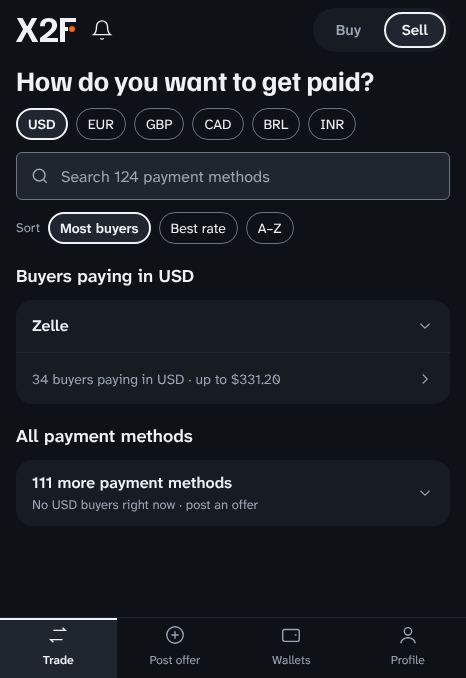 X2F
Buy
Sell
How do you want to get paid?
USD
EUR
GBP
CAD
BRL
INR
Search 124 payment methods
Sort
Most buyers
Best rate
A–Z
Buyers paying in USD
Zelle
34 buyers paying in USD · up to $331.20
All payment methods
111 more payment methods
No USD buyers right now · post an offer
Trade
Post offer
Wallets
Profile